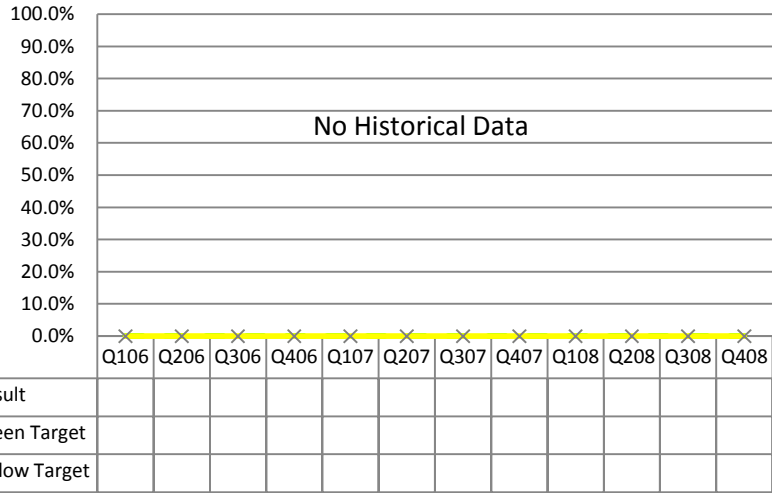 100.0%
90.0%
80.0%
70.0%
No Historical Data
60.0%
50.0%
40.0%
30.0%
20.0%
10.0%
0.0%
Q106 Q206 Q306 Q406 Q107 Q207 Q307 Q407 Q108 Q208 Q308 Q408
sult
een Target
low Target